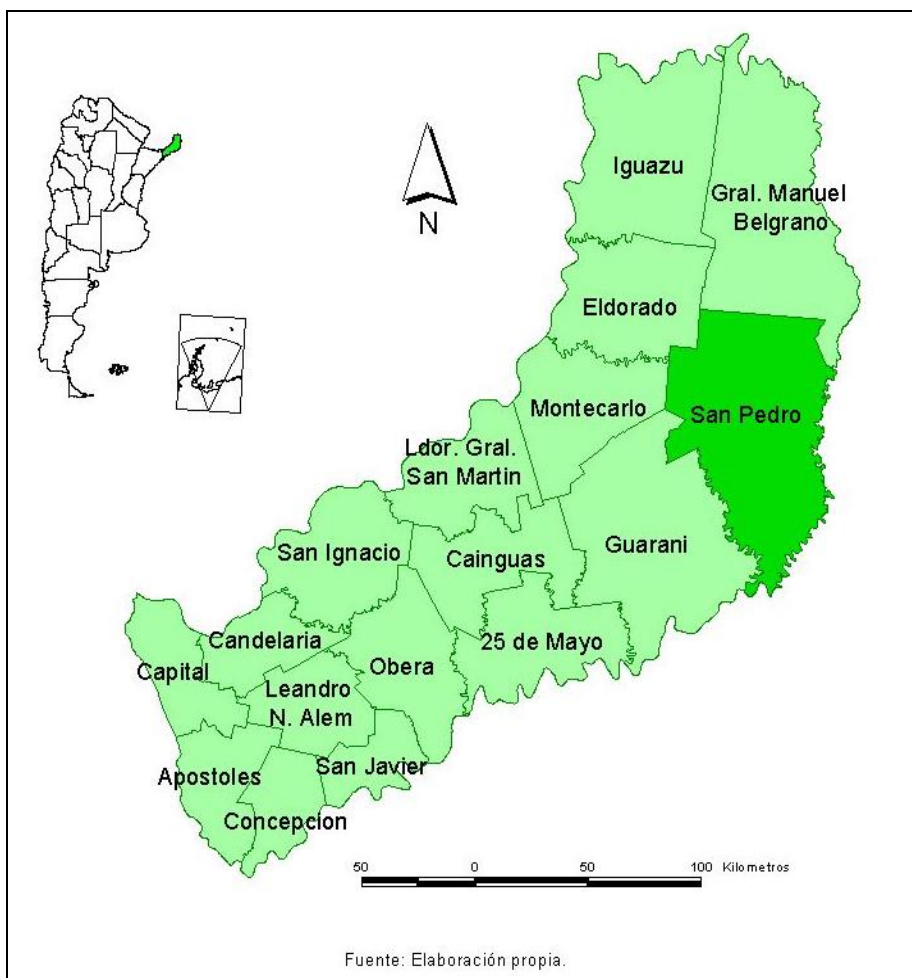 Iguazu
Gral. Manuel
Belgrano
N
Eldorado
Montecarlo
San Pedro
Ldor. Gral.
San Martin
San Ignacio
Cainguas
Guarani
Candelaria
Capital
Obera
25 de Mayo
Leandro
N. Alem
Apostoles
San Javier
Concepcion
50 0 50 100 Kilometros
Fuente: Elaboración propia.